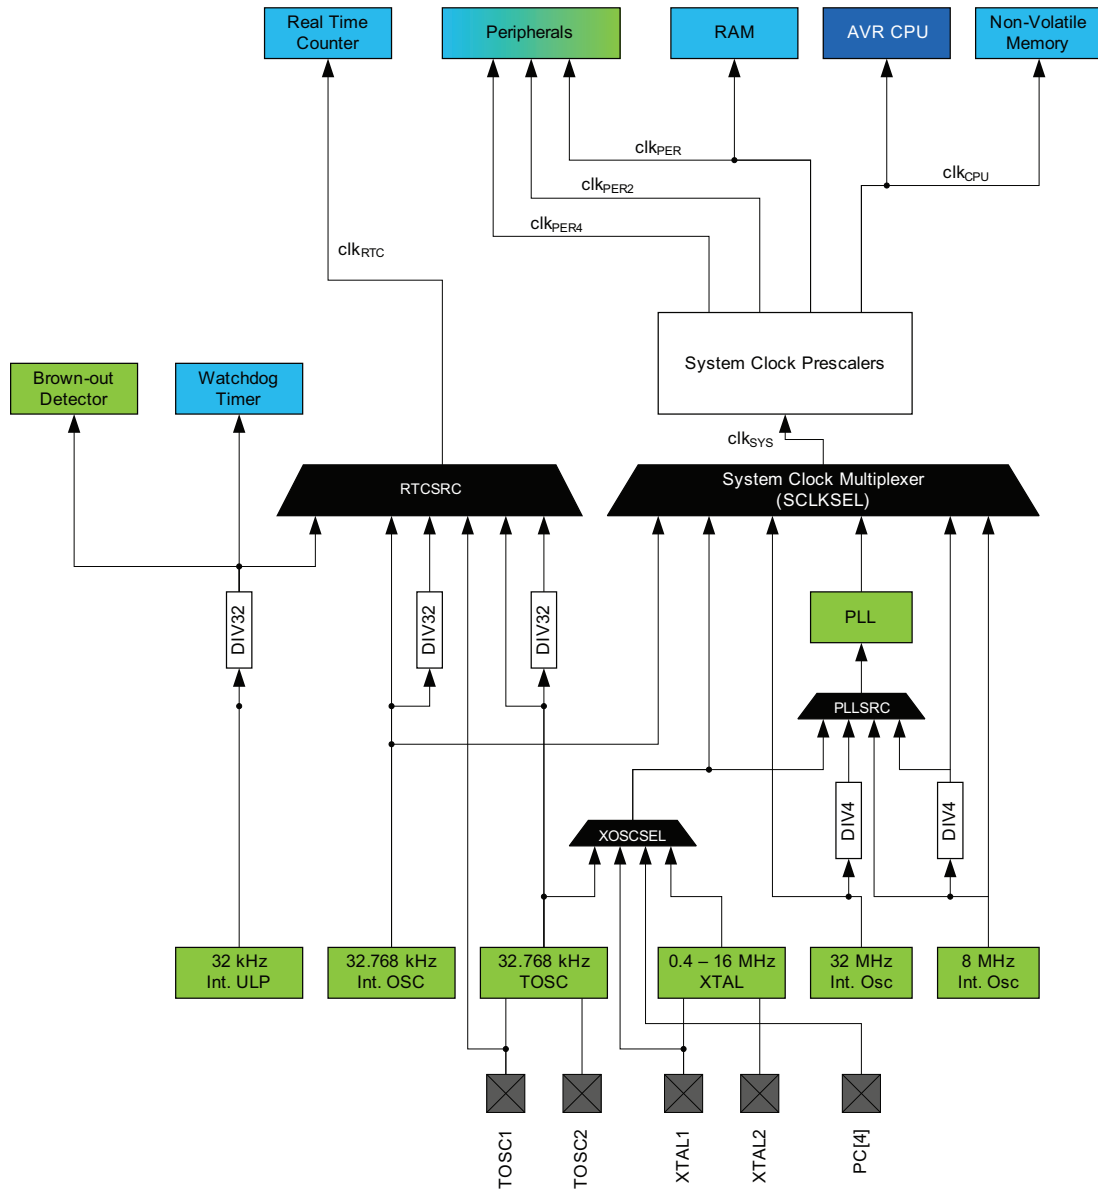 Real Time
Counter
Peripherals
RAM
AVR CPU
Non-Volatile
Memory
clkPER
clkPER2
clkCPU
clkPER4
clkRTC
System Clock Prescalers
Brown-out
Detector
Watchdog
Timer
clkSYS
RTCSRC
System Clock Multiplexer
(SCLKSEL)
DIV32
DIV32
DIV32
PLL
PLLSRC
DIV4
DIV4
XOSCSEL
32 kHz
Int. ULP
32.768 kHz
Int. OSC
32.768 kHz
TOSC
0.4 – 16 MHz
XTAL
32 MHz
Int. Osc
8 MHz
Int. Osc
TOSC1
TOSC2
XTAL1
XTAL2
PC[4]